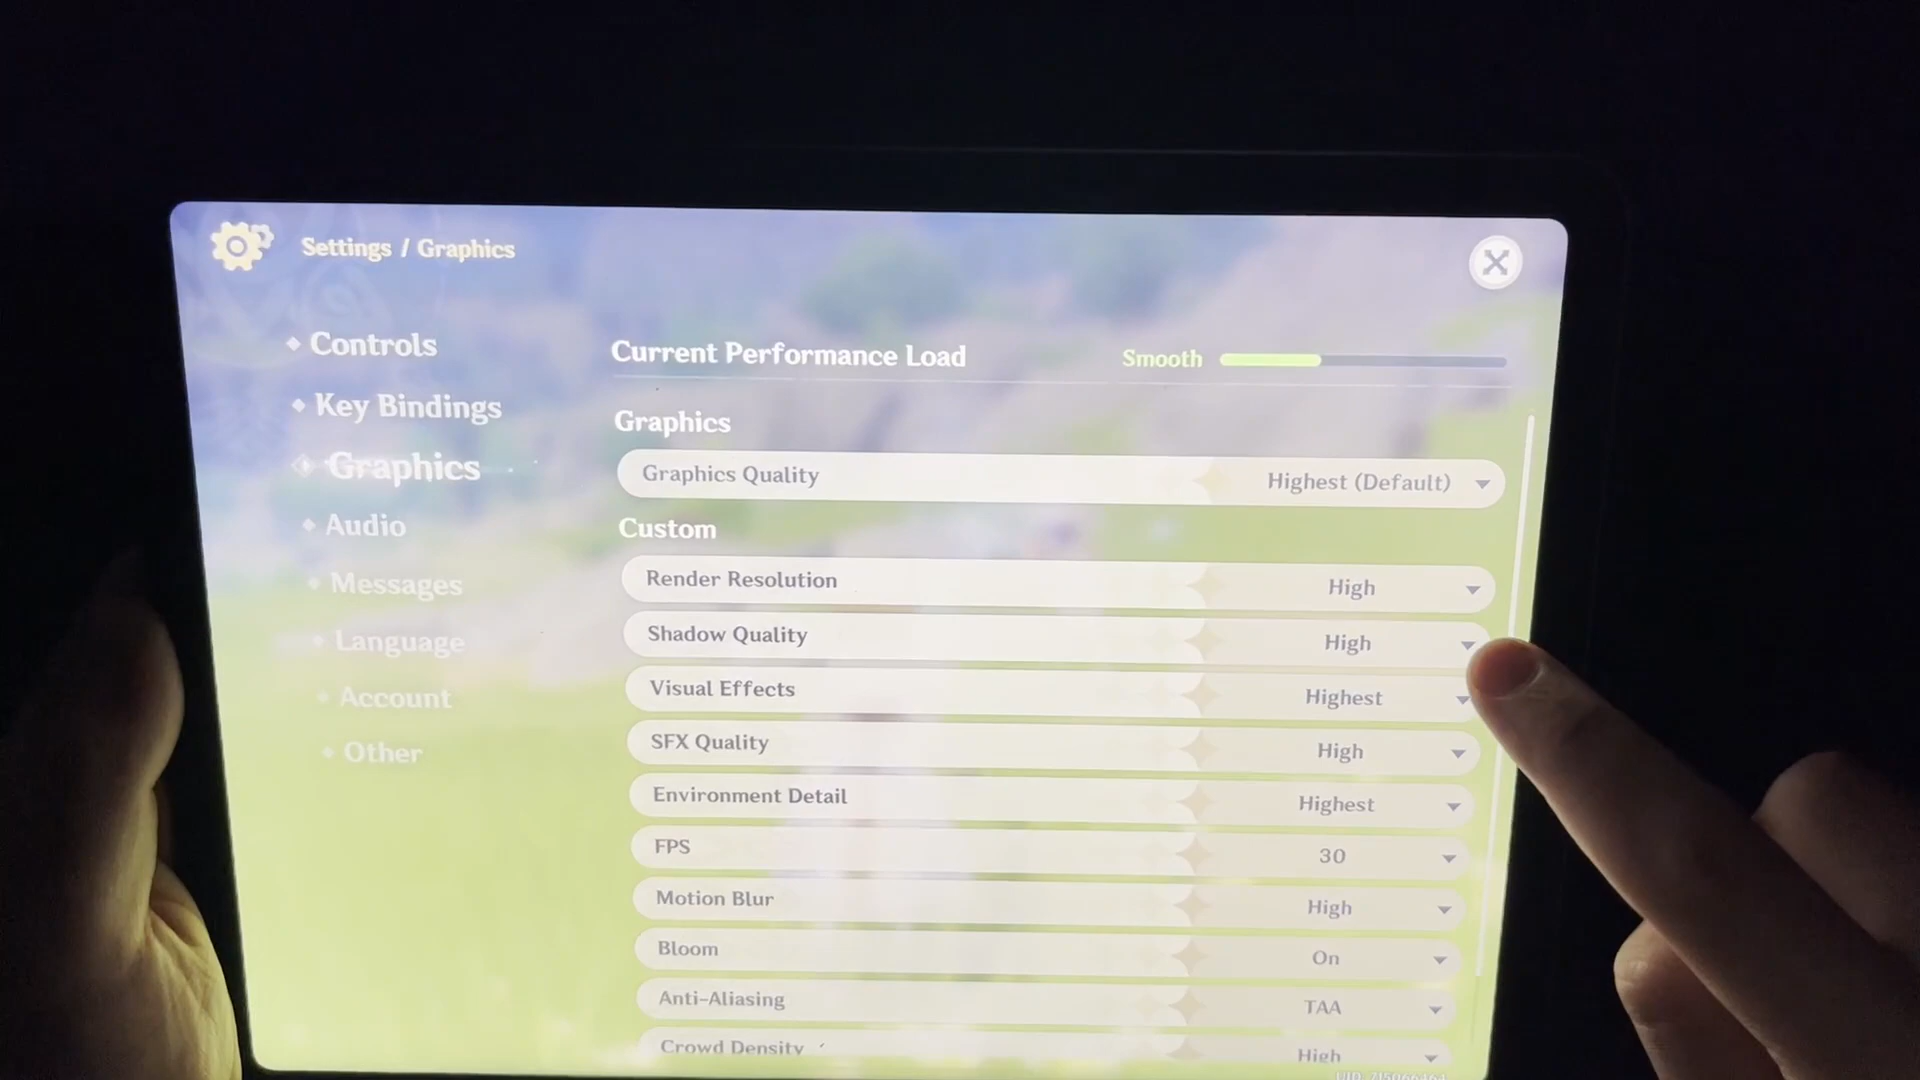 Settings / Graphics
Controls
Key Bindings
Graphics
Audio
Messages
Language
Account
Other
Current Performance Load Smooth
Graphics
Graphics Quality Highest (Default)
Custom
Render Resolution High
Shadow Quality High
Visual Effects Highest
SFX Quality High
Environment Detail Highest
FPS 30
Motion Blur High
Bloom On
Anti-Aliasing TAA
Crowd Density High
UID: